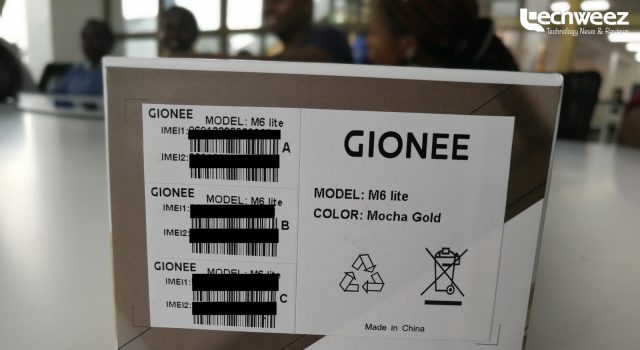 Techweez
Technology News & Reviews
GIONEE
MODEL: M6 lite
IMEI1:
IMEI2:
A
GIONEE
MODEL: M6 lite
IMEI1:
IMEI2:
B
GIONEE
MODEL: M6 lite
IMEI1:
IMEI2:
C
GIONEE
MODEL: M6 lite
COLOR: Mocha Gold
Made in China